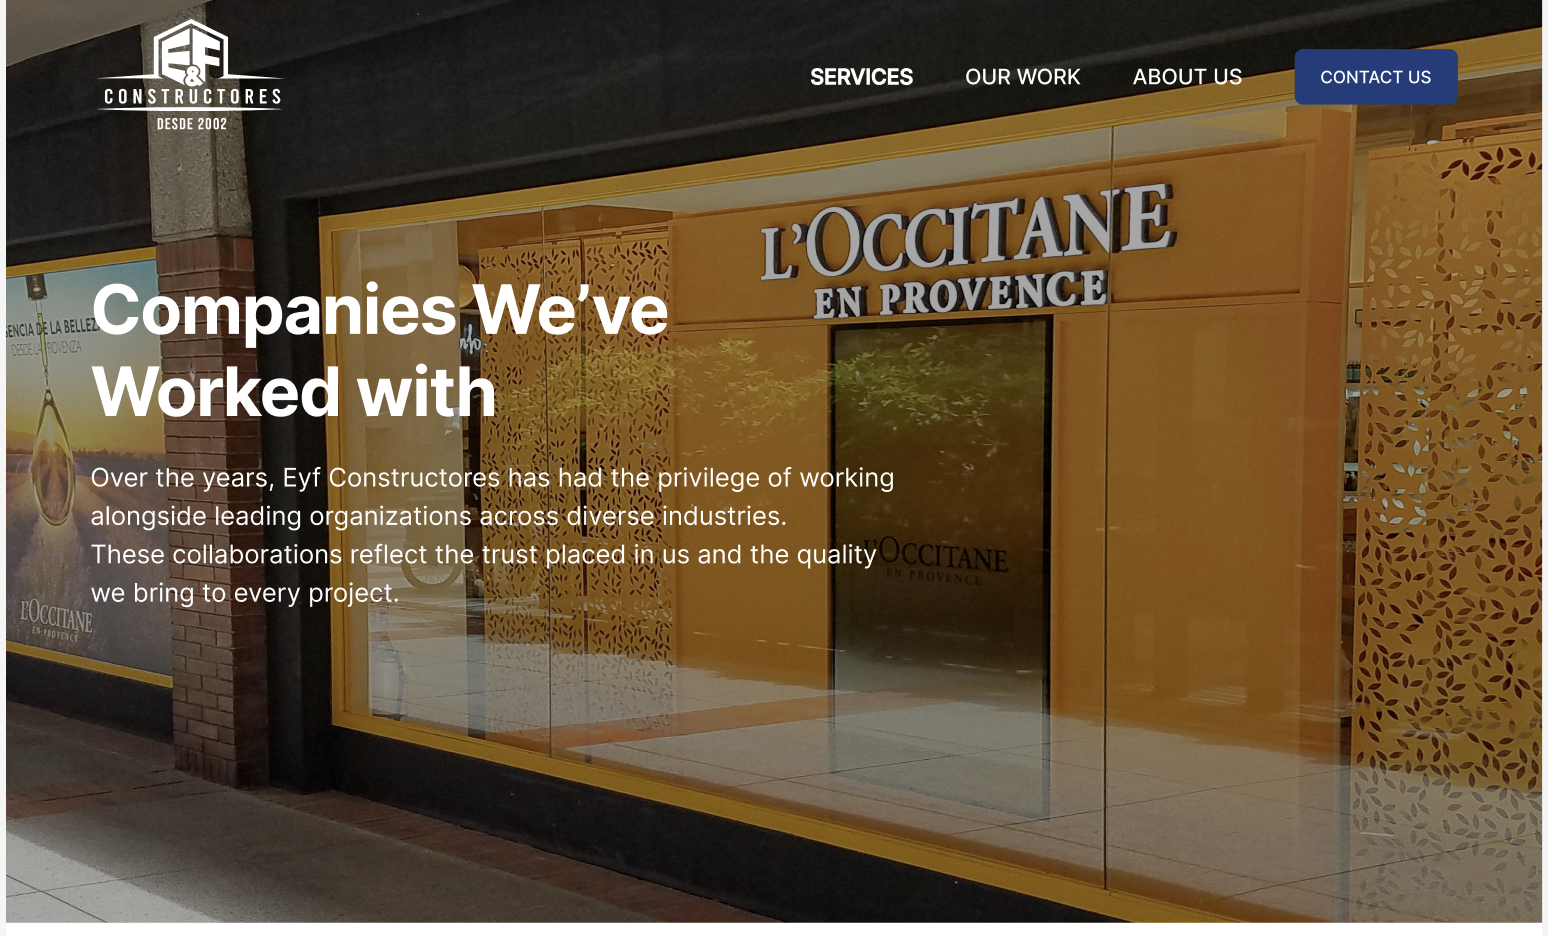 E&F
CONSTRUCTORES
DESDE 2002
SERVICES
OUR WORK
ABOUT US
CONTACT US
L'OCCITANE
EN PROVENCE
Companies We’ve
Worked with
DE LA BELLEZ
DESDE LA PROVENZA
Over the years, Eyf Constructores has had the privilege of working
alongside leading organizations across diverse industries.
These collaborations reflect the trust placed in us and the quality
we bring to every project.
L'OCCITANE
EN PROVENCE
L'OCCITANE
EN PROVENCE